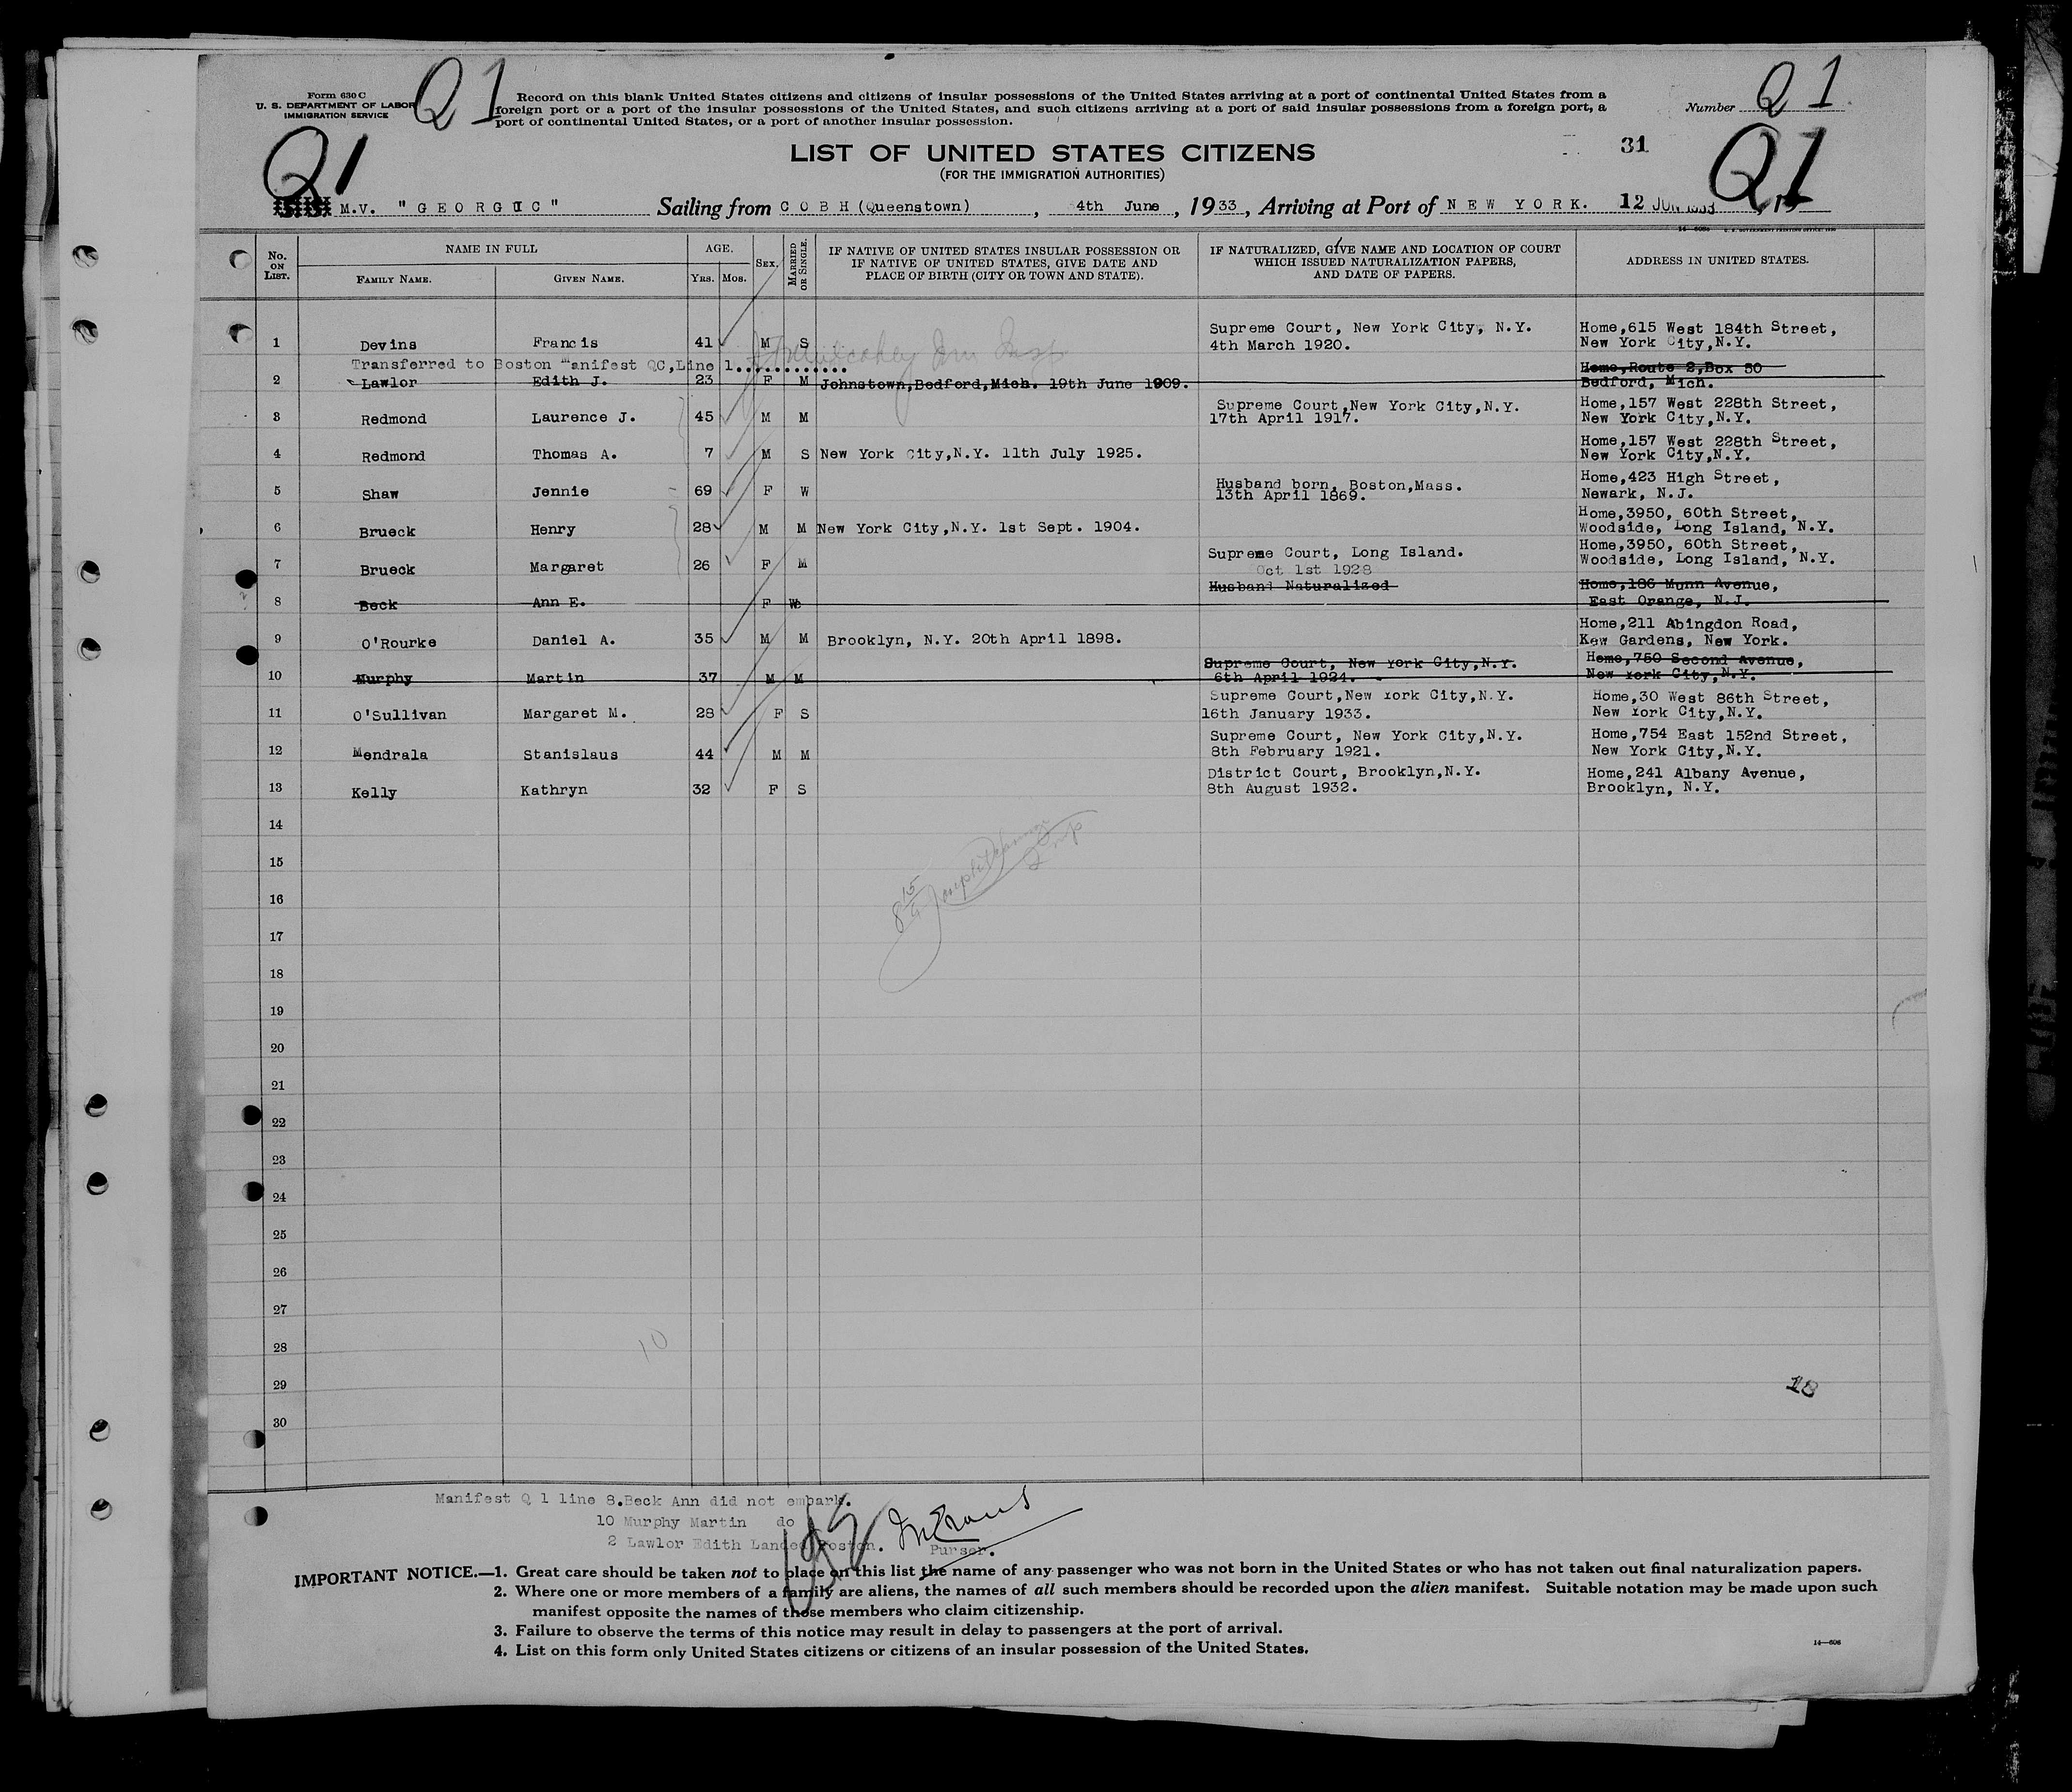 Form 630 C
U. S. DEPARTMENT OF LABOR
IMMIGRATION SERVICE
Q1
Record on this blank United States citizens and citizens of insular possessions of the United States arriving at a port of continental United States from a
foreign port or a port of the insular possessions of the United States, and such citizens arriving at a port of said insular possessions from a foreign port, a
port of continental United States, or a port of another insular possession.
Number Q1
Q1
LIST OF UNITED STATES CITIZENS
31
Q1
(FOR THE IMMIGRATION AUTHORITIES)
M.V. "GEORGIC" Sailing from COBH (Queenstown), 4th June, 1933, Arriving at Port of NEW YORK. 12 JUN 1933, 19
No. ON LIST. NAME IN FULL AGE. SEX. MARRIED OR SINGLE. IF NATIVE OF UNITED STATES INSULAR POSSESSION OR IF NATIVE OF UNITED STATES, GIVE DATE AND PLACE OF BIRTH (CITY OR TOWN AND STATE). IF NATURALIZED, GIVE NAME AND LOCATION OF COURT WHICH ISSUED NATURALIZATION PAPERS, AND DATE OF PAPERS. ADDRESS IN UNITED STATES.
FAMILY NAME. GIVEN NAME. YRS. MOS.
1 Devins Francis 41 M S Supreme Court, New York City, N.Y. 4th March 1920. Home,615 West 184th Street, New York City,N.Y.
Transferred to Boston Manifest QC,Line 1............
2 Lawlor Edith J. 23 F M Johnstown,Bedford,Mich. 19th June 1909. Home,Route 2,Box 50 Bedford, Mich.
3 Redmond Laurence J. 45 M M Supreme Court,New York City,N.Y. 17th April 1917. Home,157 West 228th Street, New York City,N.Y.
4 Redmond Thomas A. 7 M S New York City,N.Y. 11th July 1925. Home,157 West 228th Street, New York City,N.Y.
5 Shaw Jennie 69 F W Husband born, Boston,Mass. 13th April 1869. Home,423 High Street, Newark, N.J.
6 Brueck Henry 28 M M New York City,N.Y. 1st Sept. 1904. Home,3950, 60th Street, Woodside, Long Island, N.Y.
7 Brueck Margaret 26 F M Supreme Court, Long Island. Oct 1st 1928 Home,3950, 60th Street, Woodside, Long Island, N.Y.
8 Beck Ann E. F Husband Naturalized Home,186 Munn Avenue, East Orange, N.J.
9 O'Rourke Daniel A. 35 M M Brooklyn, N.Y. 20th April 1898. Home,211 Abingdon Road, Kew Gardens, New York.
10 Murphy Martin 37 M M Supreme Court, New York City,N.Y. 6th April 1924. Home,750 Second Avenue, New York City,N.Y.
11 O'Sullivan Margaret M. 28 F S Supreme Court,New York City,N.Y. 16th January 1933. Home,30 West 86th Street, New York City,N.Y.
12 Mendrala Stanislaus 44 M M Supreme Court, New York City,N.Y. 8th February 1921. Home,754 East 152nd Street, New York City,N.Y.
13 Kelly Kathryn 32 F S District Court, Brooklyn,N.Y. 8th August 1932. Home,241 Albany Avenue, Brooklyn, N.Y.
14
15
16
17
18
19
20
21
22
23
24
25
26
27
28
10
29
18
30
Manifest Q 1 line 8.Beck Ann did not embark.
10 Murphy Martin do
2 Lawlor Edith Landed Boston.
Purser.
IMPORTANT NOTICE.—1. Great care should be taken not to place on this list the name of any passenger who was not born in the United States or who has not taken out final naturalization papers.
2. Where one or more members of a family are aliens, the names of all such members should be recorded upon the alien manifest. Suitable notation may be made upon such
manifest opposite the names of those members who claim citizenship.
3. Failure to observe the terms of this notice may result in delay to passengers at the port of arrival.
4. List on this form only United States citizens or citizens of an insular possession of the United States.
14—606